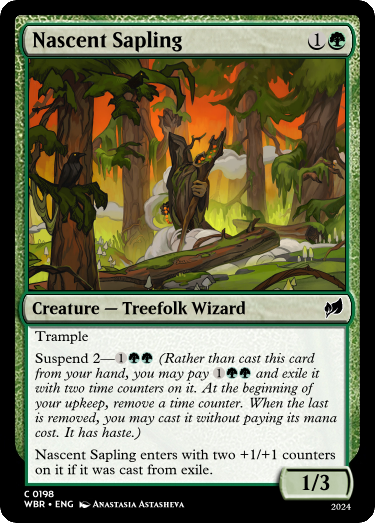 Nascent Sapling 1
Creature — Treefolk Wizard
Trample
Suspend 2—1 (Rather than cast this card
from your hand, you may pay 1 and exile it
with two time counters on it. At the beginning of
your upkeep, remove a time counter. When the last
is removed, you may cast it without paying its mana
cost. It has haste.)
Nascent Sapling enters with two +1/+1 counters
on it if it was cast from exile.
1/3
C 0198
WBR • ENG Anastasia Astasheva
2024